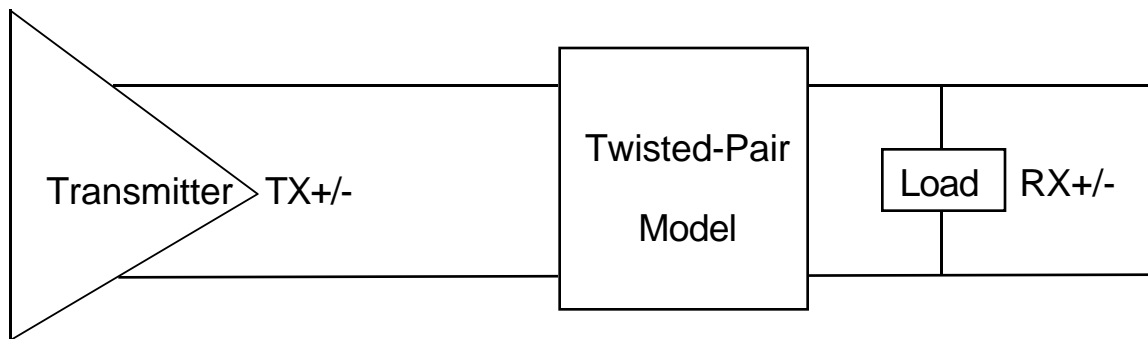 Transmitter
TX+/-
Twisted-Pair
Model
Load
RX+/-